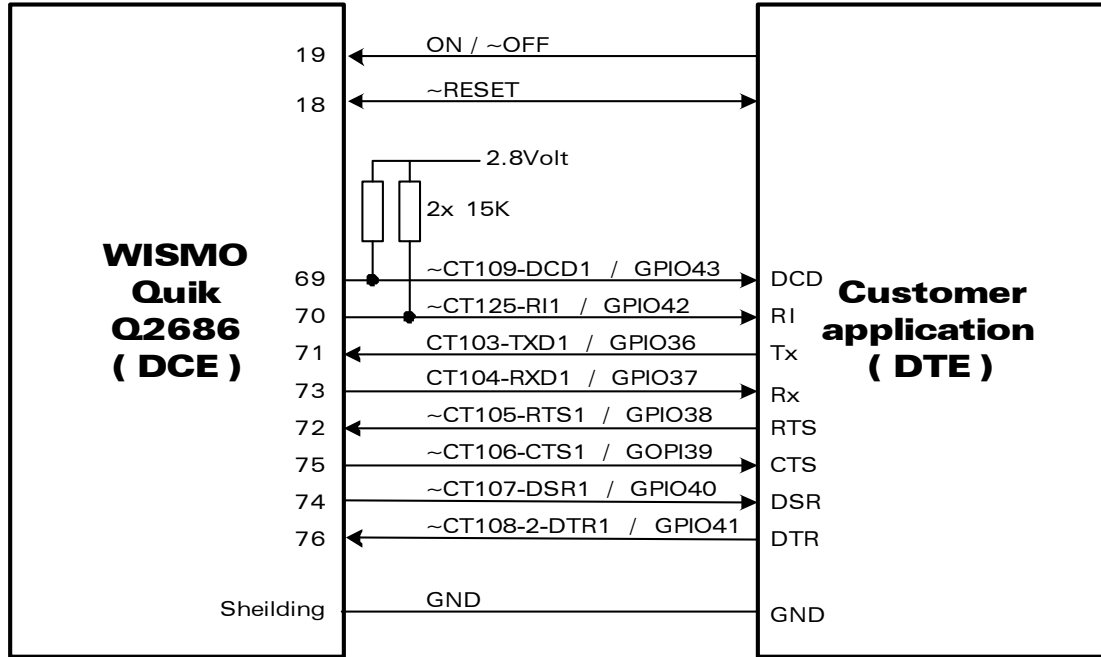 19 ON / ~OFF
18 ~RESET
2.8Volt
2x 15K
WISMO
Quik
Q2686
( DCE )
69 ~CT109-DCD1 / GPIO43 DCD
70 ~CT125-RI1 / GPIO42 RI
71 CT103-TXD1 / GPIO36 Tx
73 CT104-RXD1 / GPIO37 Rx
72 ~CT105-RTS1 / GPIO38 RTS
75 ~CT106-CTS1 / GOPI39 CTS
74 ~CT107-DSR1 / GPIO40 DSR
76 ~CT108-2-DTR1 / GPIO41 DTR
Sheilding GND GND
Customer
application
( DTE )